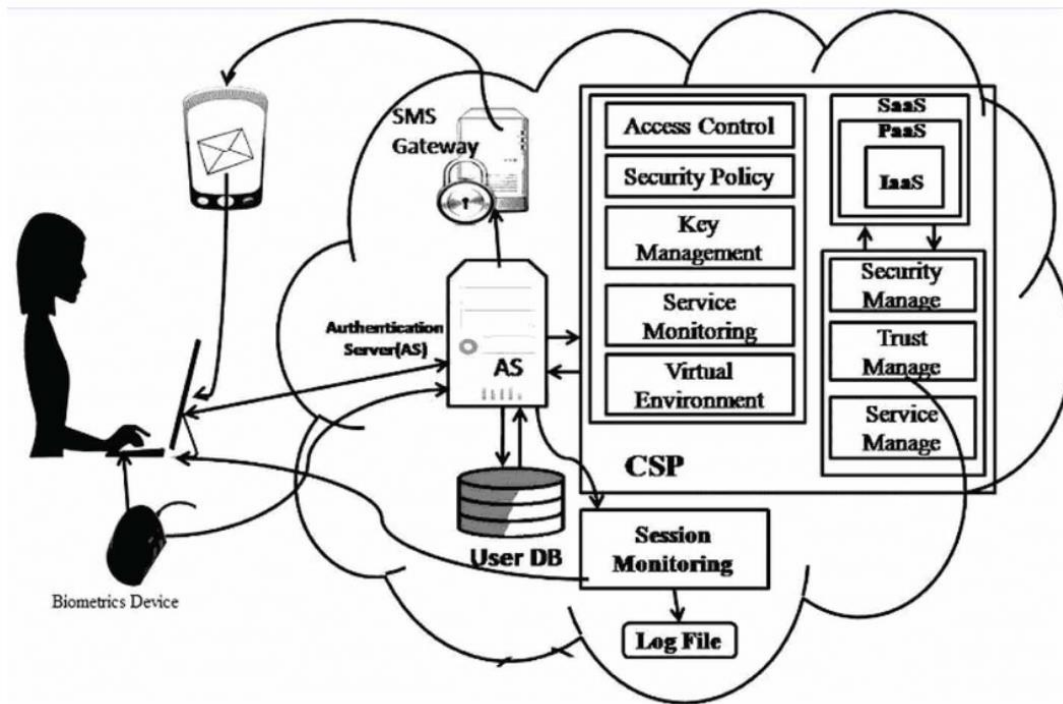 SMS
Gateway
Authentication
Server(AS)
AS
User DB
Biometrics Device
Access Control
Security Policy
Key
Management
Service
Monitoring
Virtual
Environment
CSP
SaaS
PaaS
IaaS
Security
Manage
Trust
Manage
Service
Manage
Session
Monitoring
Log File